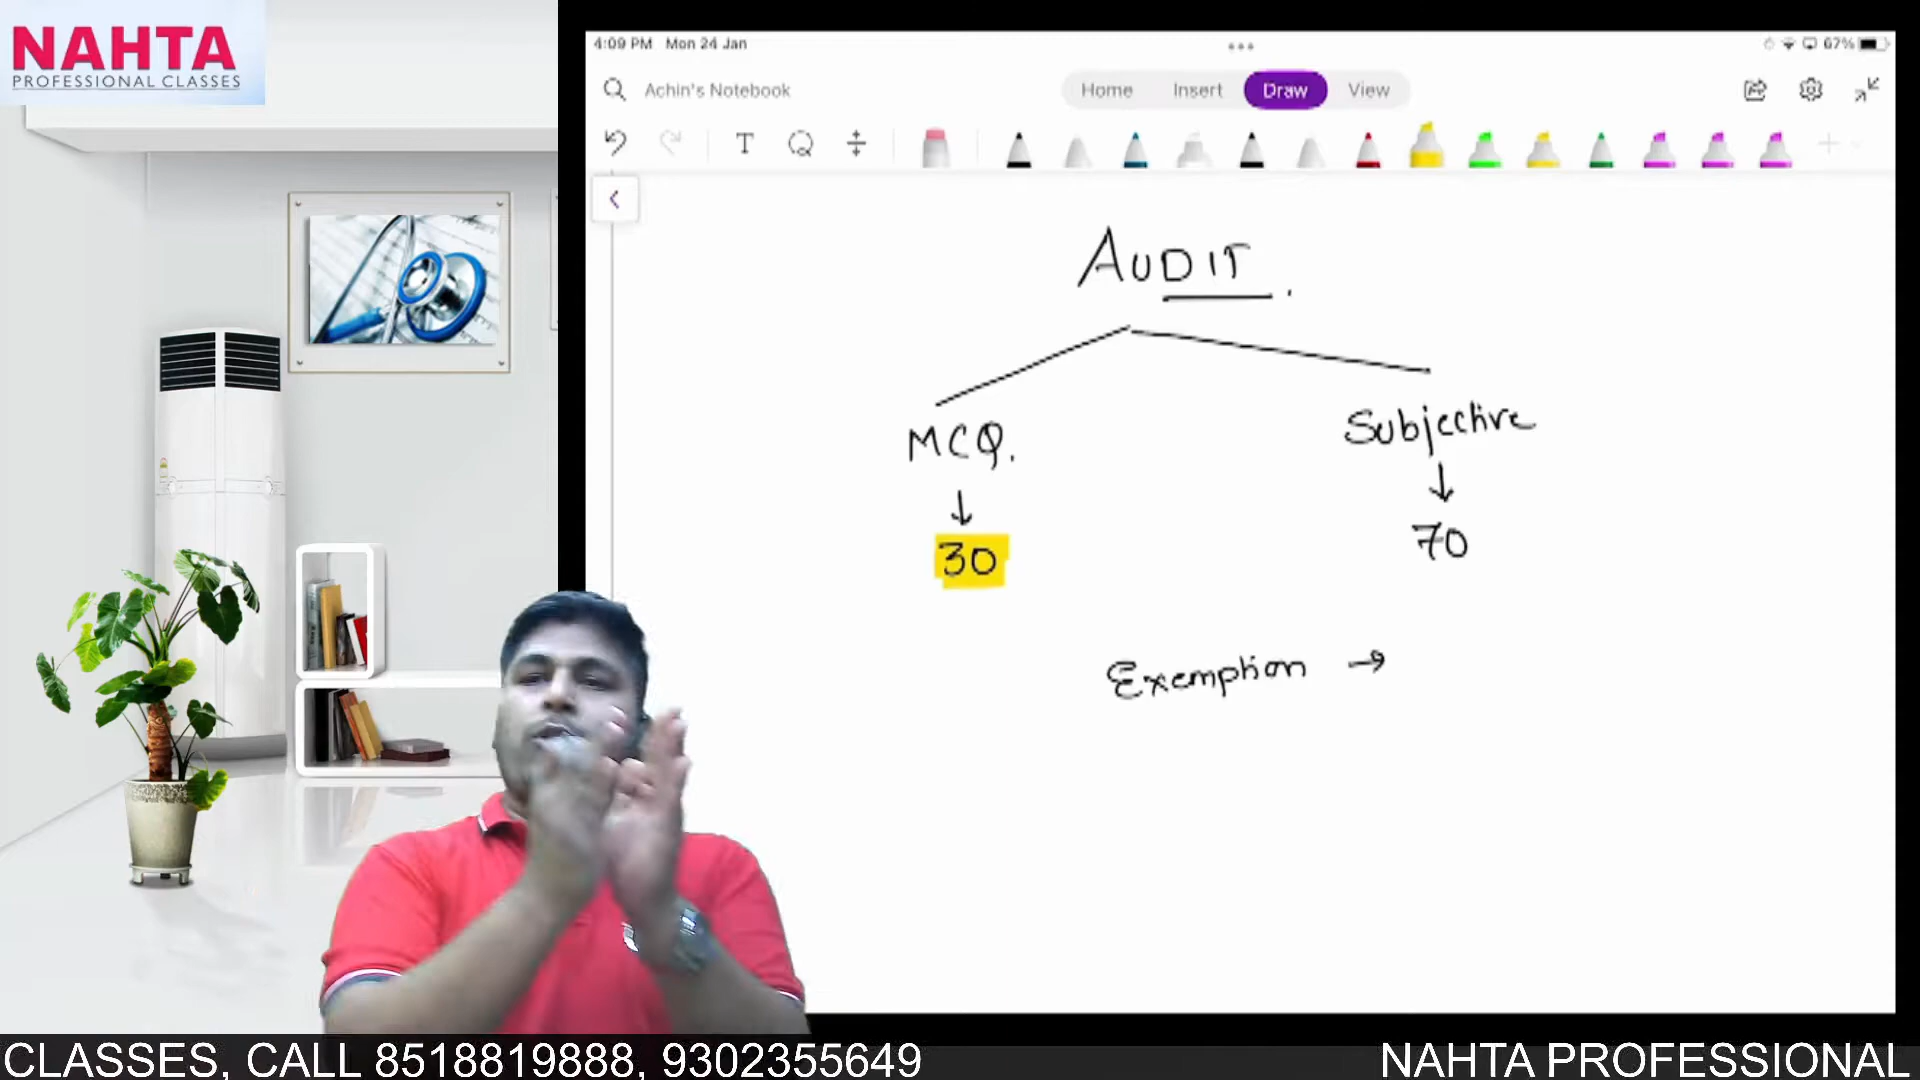 NAHTA
PROFESSIONAL CLASSES
4:09 PM Mon 24 Jan
67%
Achin's Notebook
Home Insert Draw View
T
AUDIT.
MCQ.
Subjective
30
70
Exemption →
CLASSES, CALL 8518819888, 9302355649
NAHTA PROFESSIONAL